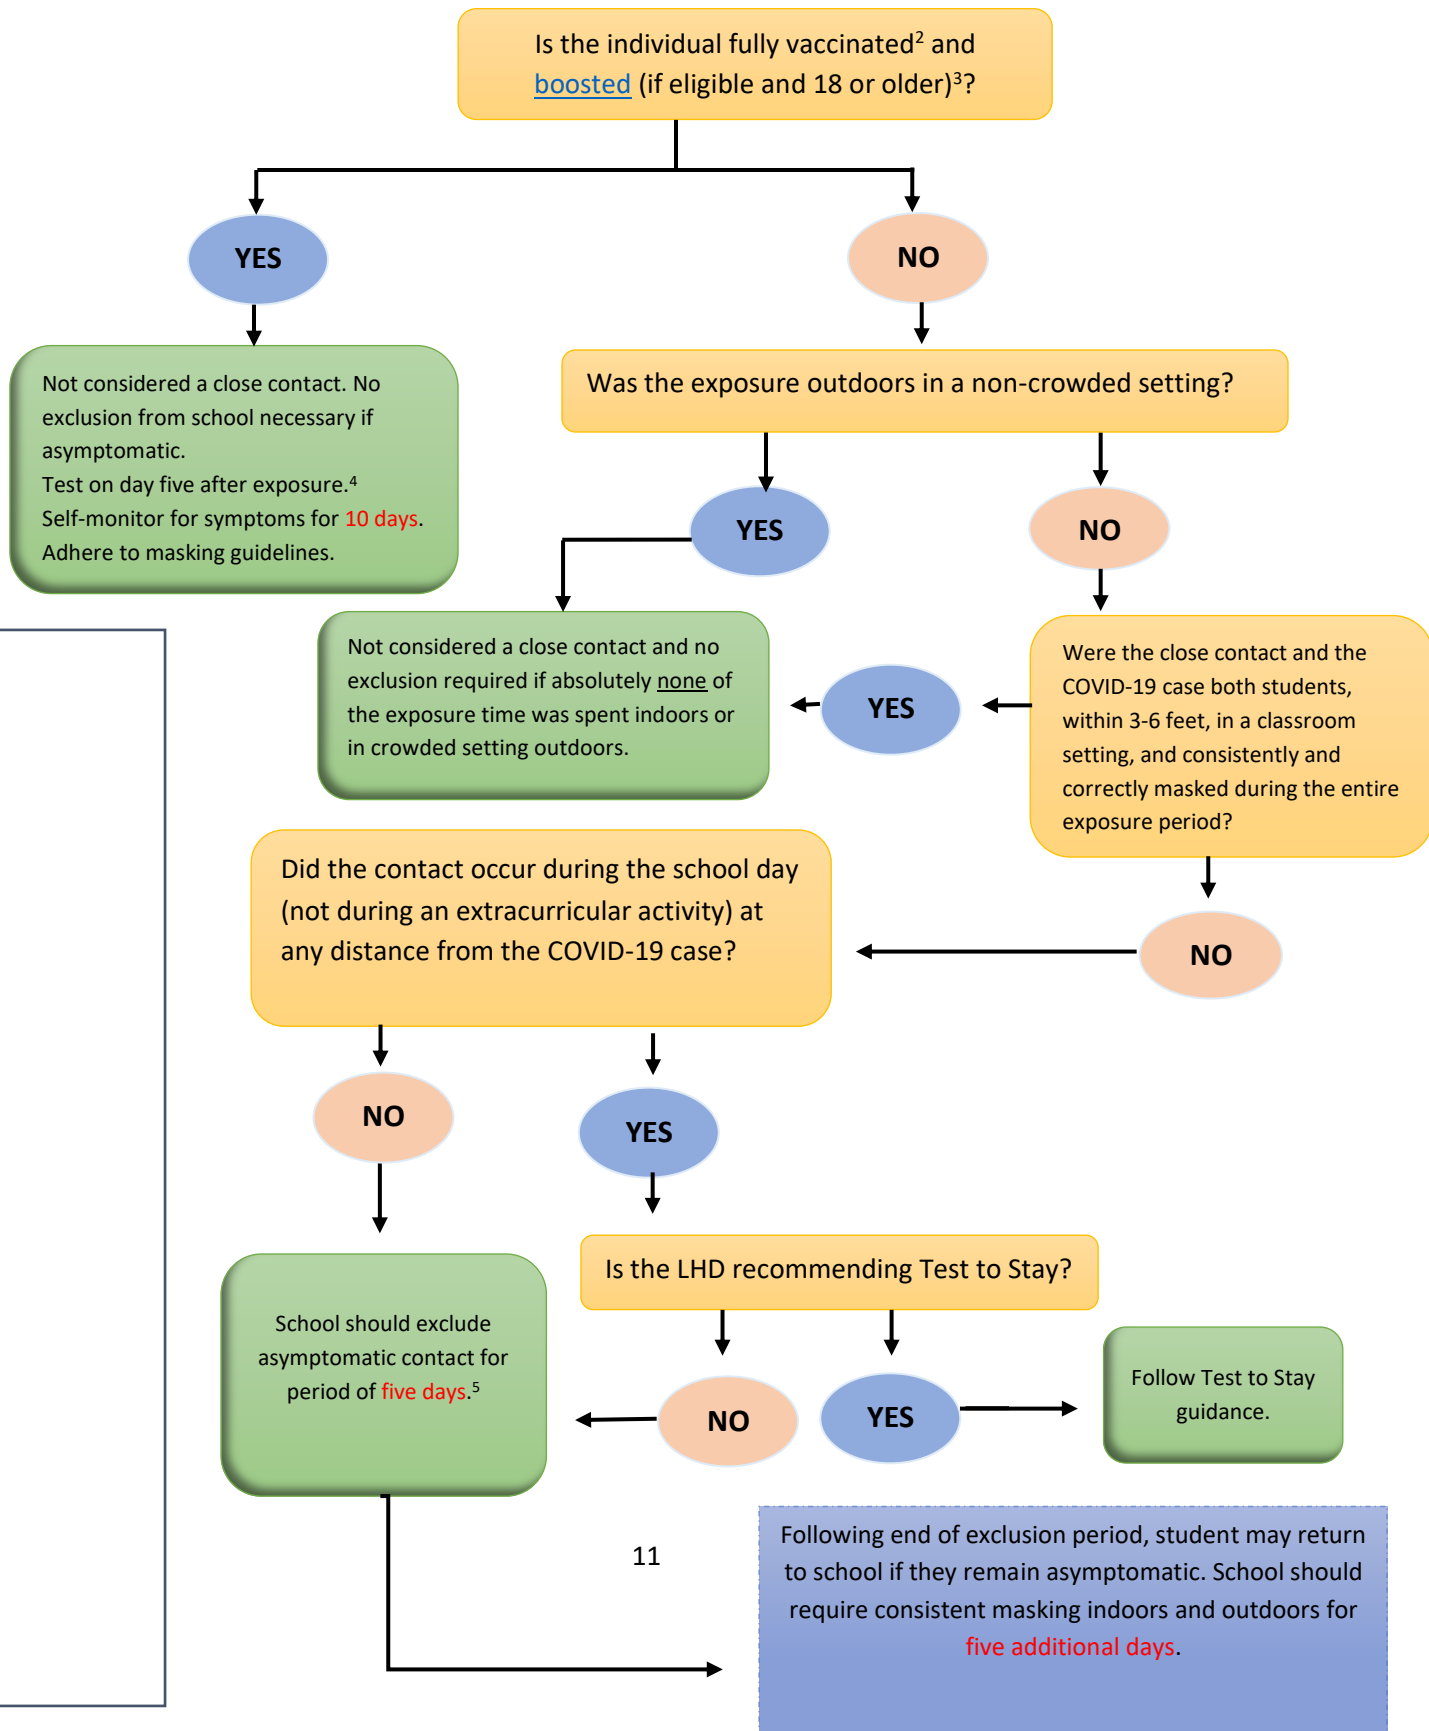 Is the individual fully vaccinated² and
boosted (if eligible and 18 or older)³?
YES
NO
Not considered a close contact. No
exclusion from school necessary if
asymptomatic.
Test on day five after exposure.⁴
Self-monitor for symptoms for 10 days.
Adhere to masking guidelines.
Was the exposure outdoors in a non-crowded setting?
YES
NO
Not considered a close contact and no
exclusion required if absolutely none of
the exposure time was spent indoors or
in crowded setting outdoors.
YES
Were the close contact and the
COVID-19 case both students,
within 3-6 feet, in a classroom
setting, and consistently and
correctly masked during the entire
exposure period?
NO
Did the contact occur during the school day
(not during an extracurricular activity) at
any distance from the COVID-19 case?
NO
YES
Is the LHD recommending Test to Stay?
School should exclude
asymptomatic contact for
period of five days.⁵
NO
YES
Follow Test to Stay
guidance.
Following end of exclusion period, student may return
to school if they remain asymptomatic. School should
require consistent masking indoors and outdoors for
five additional days.
11